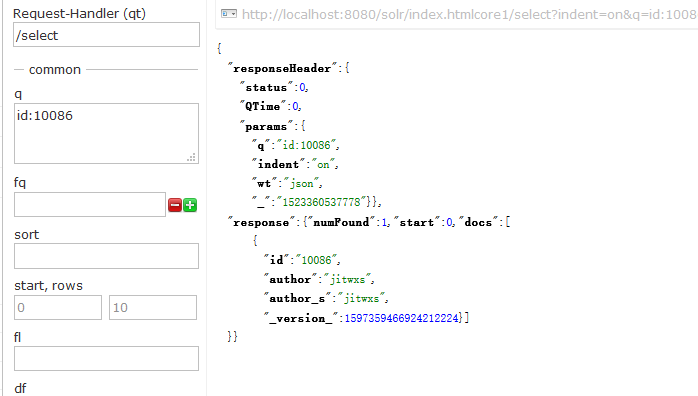 Request-Handler (qt)
/select
common
q
id:10086
fq
sort
start, rows
0
10
fl
df
http://localhost:8080/solr/index.htmlcore1/select?indent=on&q=id:1008
{
"responseHeader":{
"status":0,
"QTime":0,
"params":{
"q":"id:10086",
"indent":"on",
"wt":"json",
"_":"1523360537778"}},
"response":{"numFound":1,"start":0,"docs":[
{
"id":"10086",
"author":"jitwxs",
"author_s":"jitwxs",
"_version_":1597359466924212224}]
}}